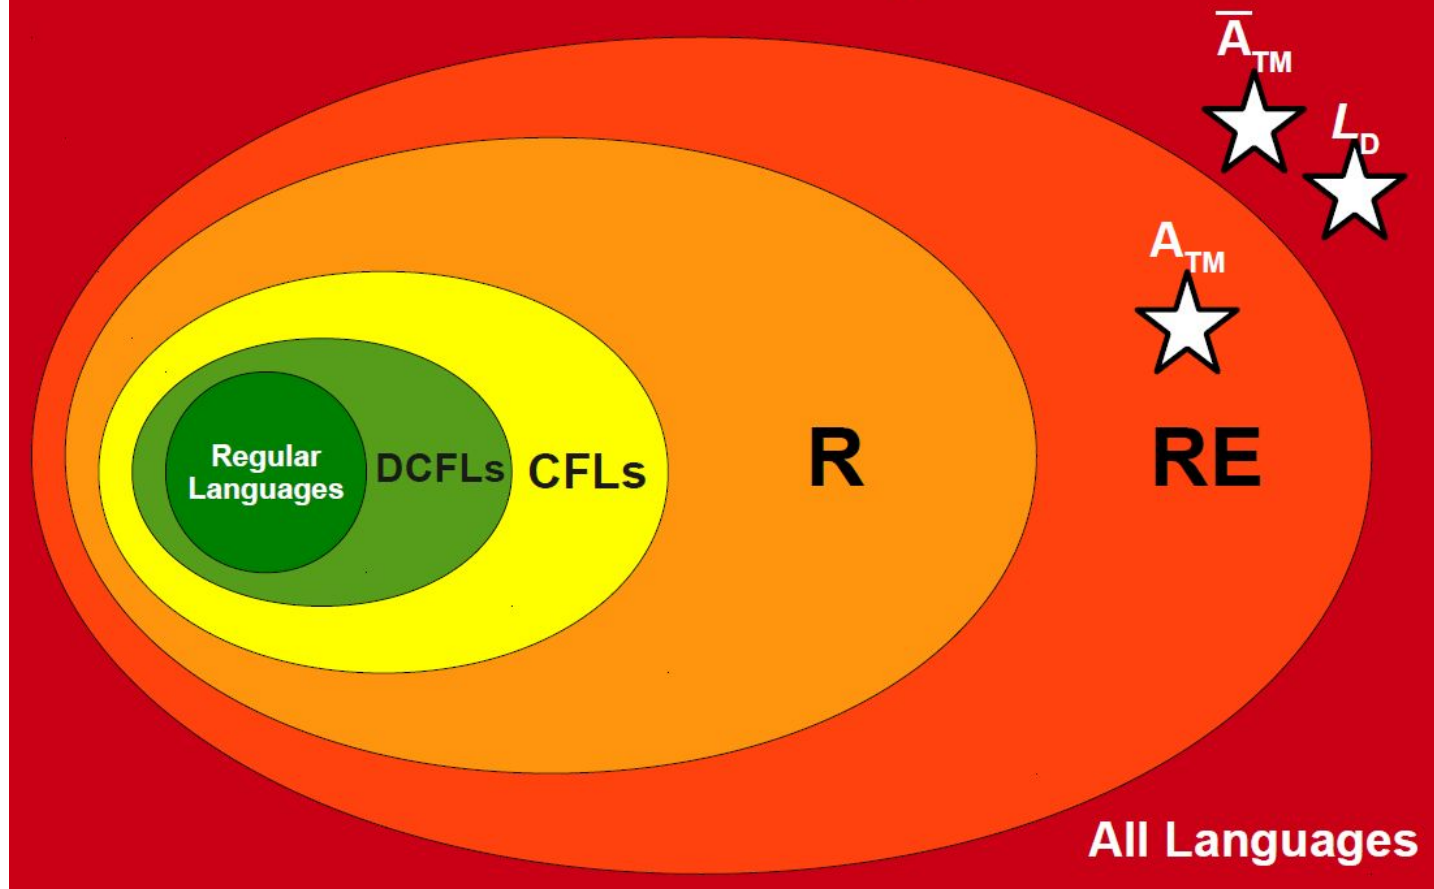 A̅TM
LD
ATM
Regular
Languages
DCFLs
CFLs
R
RE
All Languages